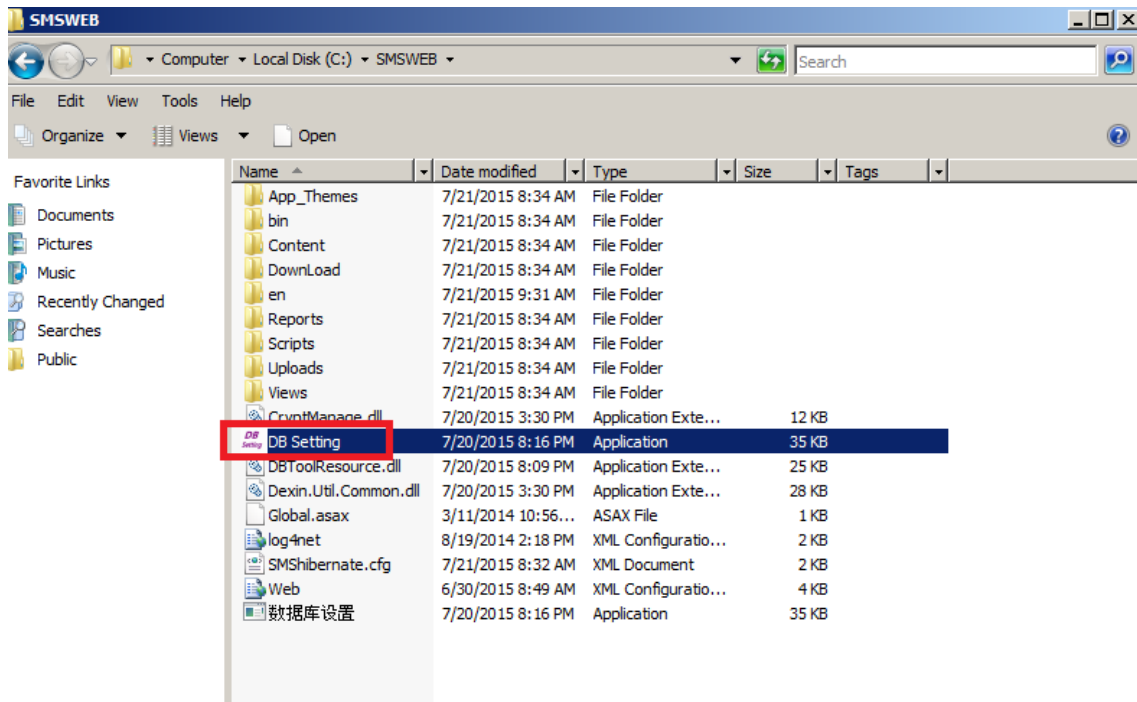 SMSWEB
Computer Local Disk (C:) SMSWEB Search
File Edit View Tools Help
Organize Views Open
Favorite Links
Documents
Pictures
Music
Recently Changed
Searches
Public
Name Date modified Type Size Tags
App_Themes 7/21/2015 8:34 AM File Folder
bin 7/21/2015 8:34 AM File Folder
Content 7/21/2015 8:34 AM File Folder
DownLoad 7/21/2015 8:34 AM File Folder
en 7/21/2015 9:31 AM File Folder
Reports 7/21/2015 8:34 AM File Folder
Scripts 7/21/2015 8:34 AM File Folder
Uploads 7/21/2015 8:34 AM File Folder
Views 7/21/2015 8:34 AM File Folder
CryptManage.dll 7/20/2015 3:30 PM Application Exte... 12 KB
DB Setting DB Setting 7/20/2015 8:16 PM Application 35 KB
DBToolResource.dll 7/20/2015 8:09 PM Application Exte... 25 KB
Dexin.Util.Common.dll 7/20/2015 3:30 PM Application Exte... 28 KB
Global.asax 3/11/2014 10:56... ASAX File 1 KB
log4net 8/19/2014 2:18 PM XML Configuratio... 2 KB
SMShibernate.cfg 7/21/2015 8:32 AM XML Document 2 KB
Web 6/30/2015 8:49 AM XML Configuratio... 4 KB
数据库设置 7/20/2015 8:16 PM Application 35 KB